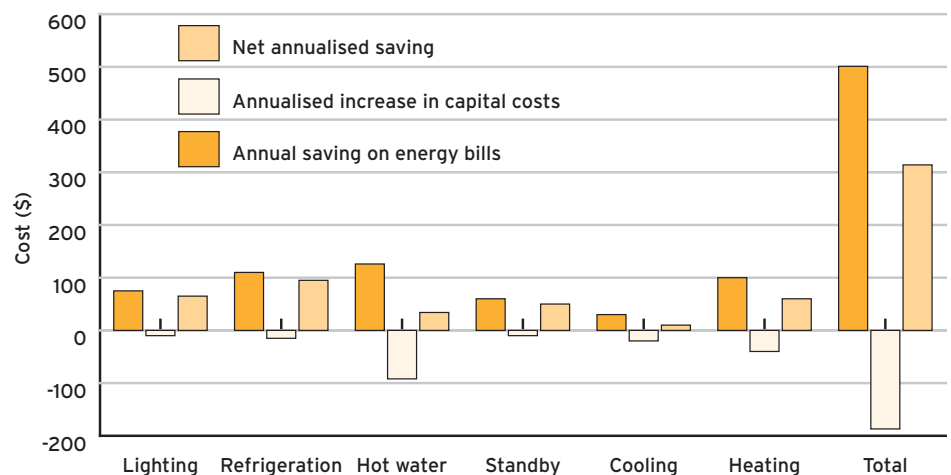 600
500
400
300
200
100
0
-100
-200
Cost ($)
Net annualised saving
Annualised increase in capital costs
Annual saving on energy bills
Lighting Refrigeration Hot water Standby Cooling Heating Total